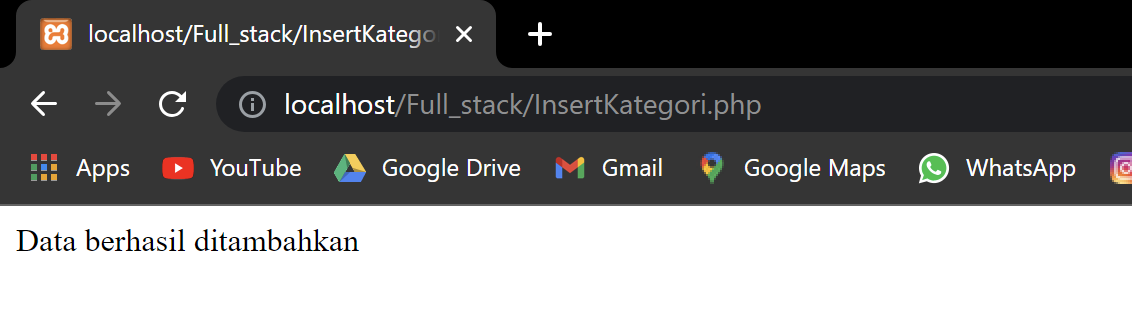 localhost/Full_stack/InsertKatego
localhost/Full_stack/InsertKategori.php
Apps YouTube Google Drive Gmail Google Maps WhatsApp
Data berhasil ditambahkan